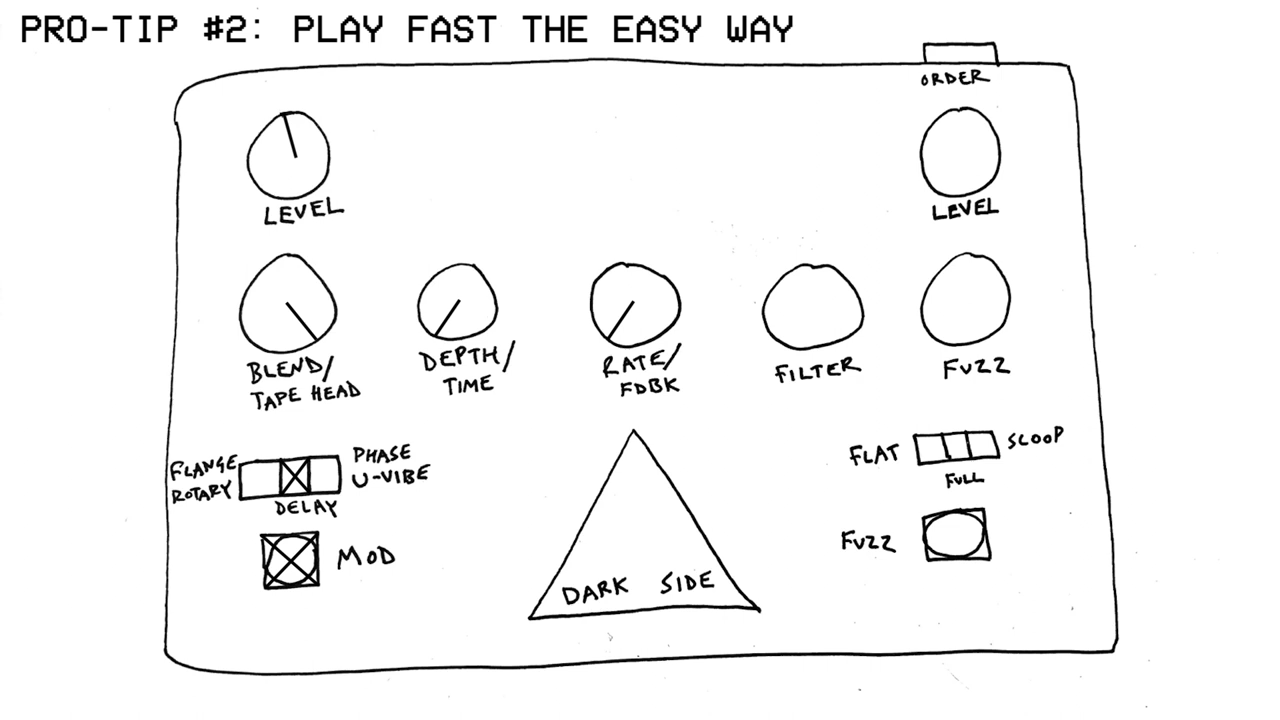 PRO-TIP #2: PLAY FAST THE EASY WAY
ORDER
LEVEL
LEVEL
BLEND/
TAPE HEAD
DEPTH/
TIME
RATE/
FDBK
FILTER
FUZZ
FLANGE
ROTARY
DELAY
PHASE
U-VIBE
FLAT
FULL
SCOOP
MOD
FUZZ
DARK SIDE